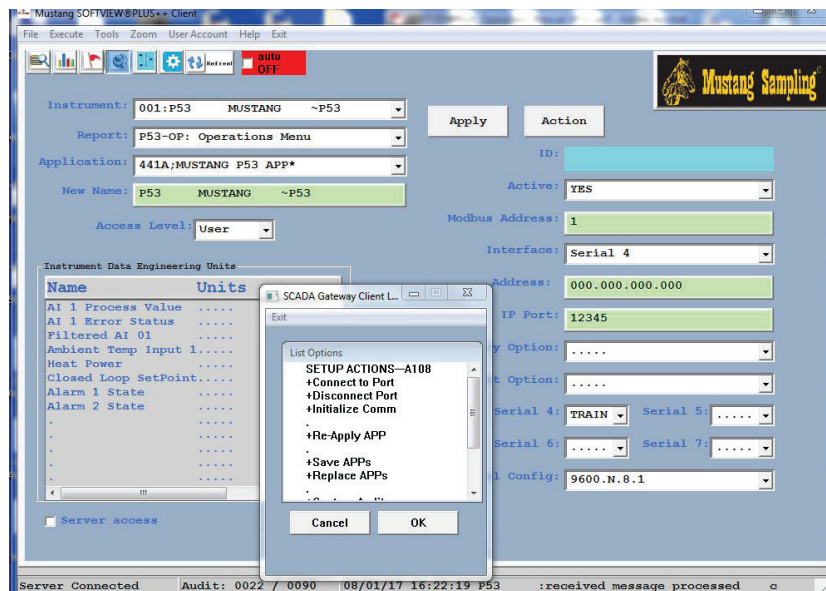 Mustang SOFTVIEW®PLUS++ Client
File Execute Tools Zoom User Account Help Exit
auto
OFF
Mustang Sampling
Instrument: 001:P53 MUSTANG ~P53
Apply Action
Report: P53-OP: Operations Menu
ID:
Application: 441A;MUSTANG P53 APP*
Active: YES
New Name: P53 MUSTANG ~P53
Modbus Address: 1
Access Level: User
Interface: Serial 4
Instrument Data Engineering Units
Name Units
Address: 000.000.000.000
AI 1 Process Value .....
AI 1 Error Status .....
Filtered AI 01 .....
Ambient Temp Input 1.....
Heat Power .....
Closed Loop SetPoint.....
Alarm 1 State .....
Alarm 2 State .....
. .....
. .....
. .....
. .....
. .....
IP Port: 12345
y Option: .....
t Option: .....
Serial 4: TRAIN Serial 5: .....
Serial 6: ..... Serial 7: .....
l Config: 9600.N.8.1
SCADA Gateway Client L...
Exit
List Options
SETUP ACTIONS—A108
+Connect to Port
+Disconnect Port
+Initialize Comm
.
+Re-Apply APP
.
+Save APPs
+Replace APPs
.
Cancel OK
Server access
Server Connected Audit: 0022 / 0090 08/01/17 16:22:19 P53 :received message processed c